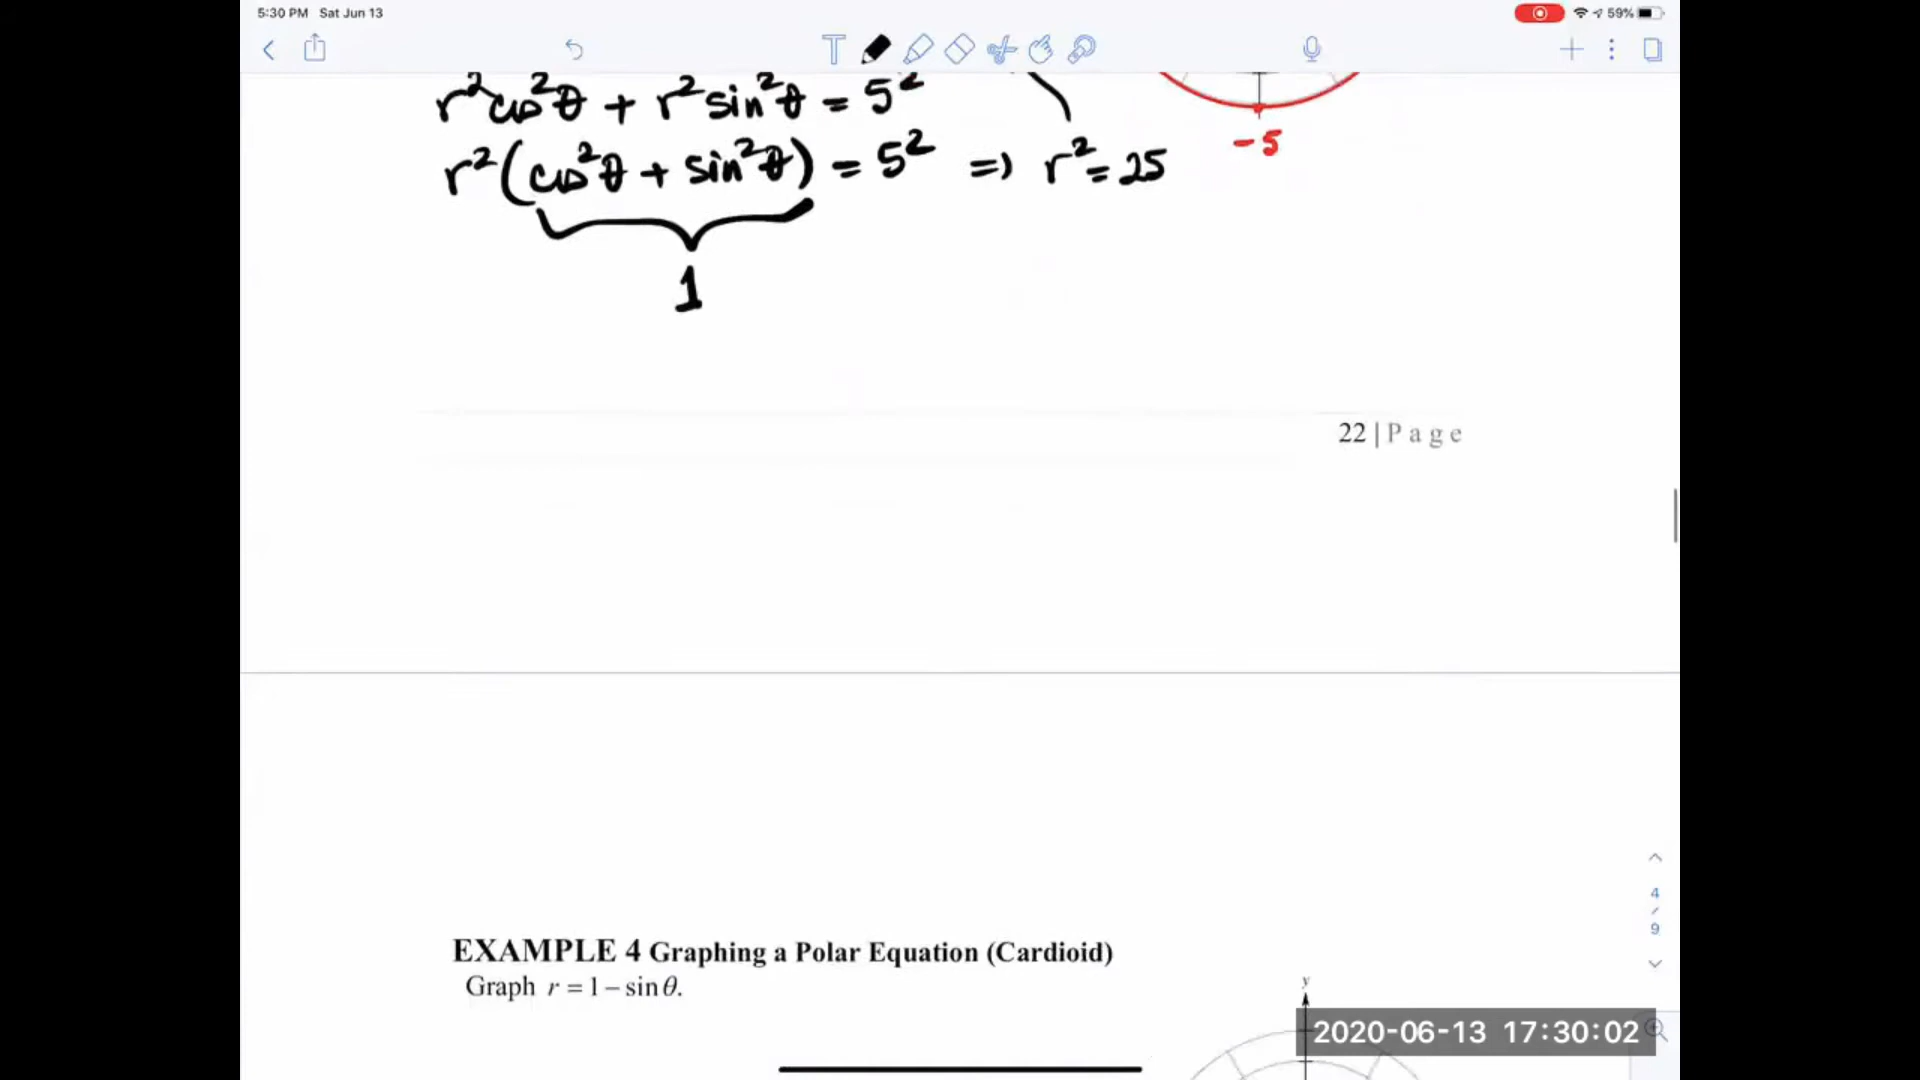 5:30 PM Sat Jun 13
59%
T
r²cos²θ + r²sin²θ = 5²
-5
r²(cos²θ + sin²θ) = 5² => r² = 25
1
22 | P a g e
4
/
9
EXAMPLE 4 Graphing a Polar Equation (Cardioid)
Graph r = 1 – sin θ.
y
2020-06-13 17:30:02